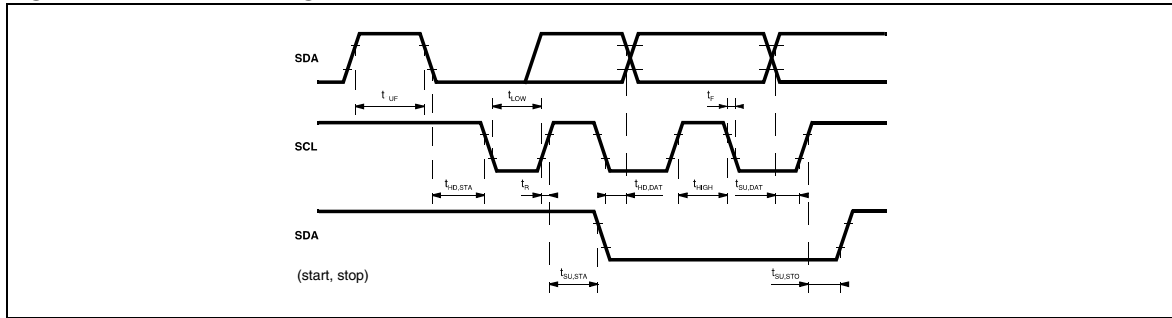 SDA
t UF
tLOW
tF
SCL
tHD,STA
tR
tHD,DAT
tHIGH
tSU,DAT
SDA
(start, stop)
tSU,STA
tSU,STO